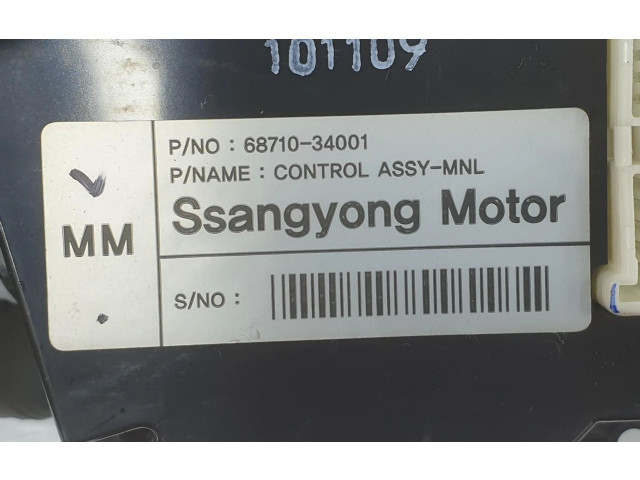 101109
P/NO : 68710-34001
P/NAME : CONTROL ASSY-MNL
MM
Ssangyong Motor
S/NO :